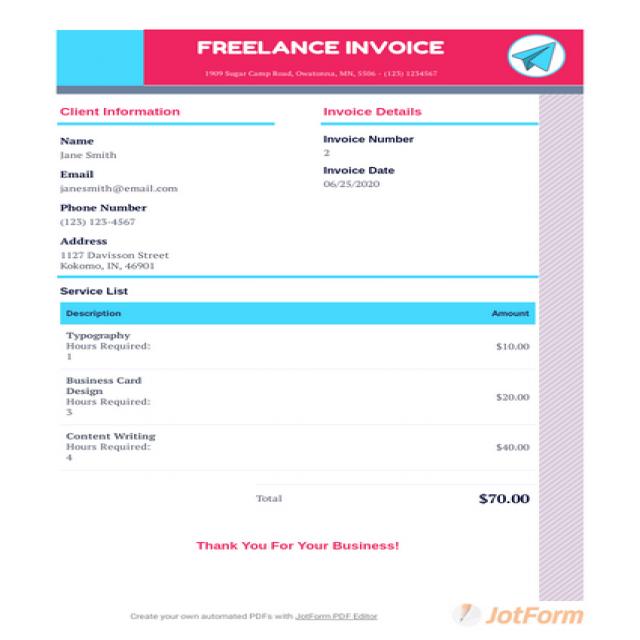 FREELANCE INVOICE
1909 Sugar Camp Road, Owatonna, MN, 5506 - (123) 1234567
Client Information
Name
Jane Smith
Email
janesmith@email.com
Phone Number
(123) 123-4567
Address
1127 Davisson Street
Kokomo, IN, 46901
Invoice Details
Invoice Number
2
Invoice Date
06/25/2020
Service List
Description Amount
Typography
Hours Required:
1
$10.00
Business Card
Design
Hours Required:
3
$20.00
Content Writing
Hours Required:
4
$40.00
Total $70.00
Thank You For Your Business!
Create your own automated PDFs with JotForm PDF Editor
JotForm